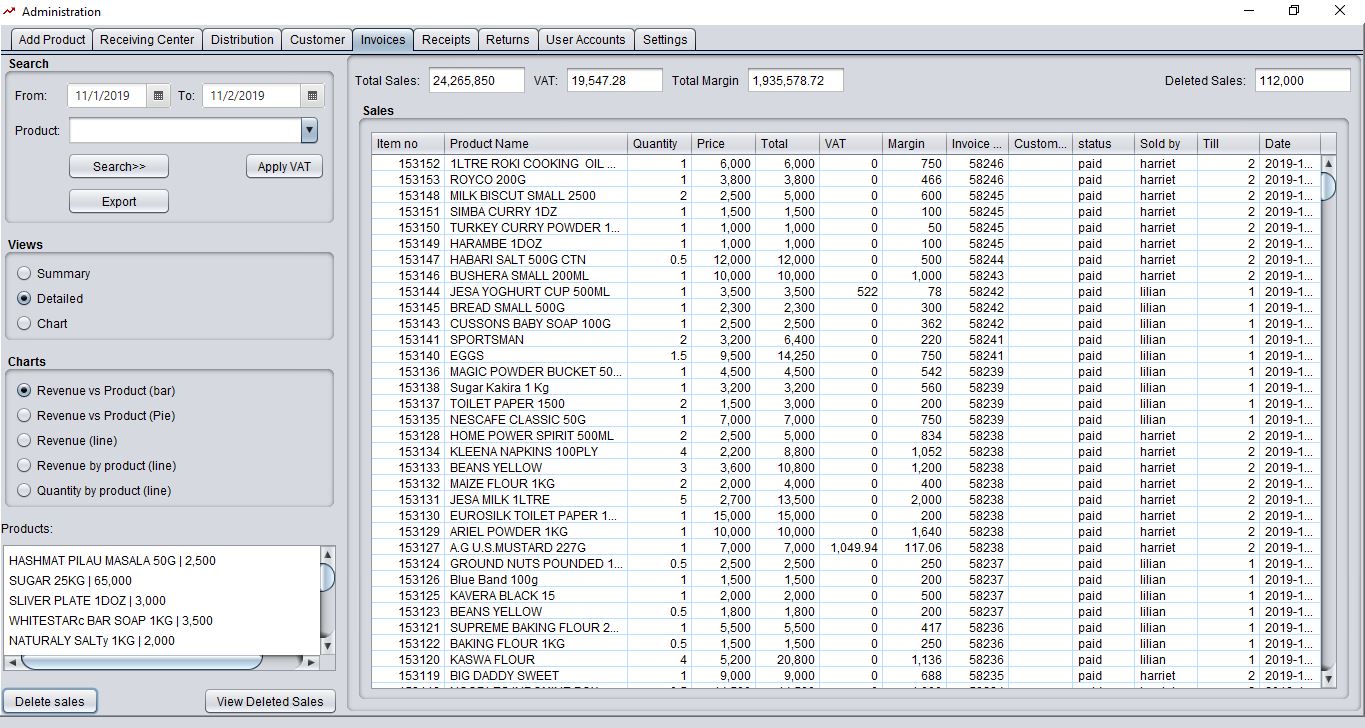 Administration
Add Product Receiving Center Distribution Customer Invoices Receipts Returns User Accounts Settings
Search
From: 11/1/2019 To: 11/2/2019
Product:
Search>> Apply VAT
Export
Views
Summary
Detailed
Chart
Charts
Revenue vs Product (bar)
Revenue vs Product (Pie)
Revenue (line)
Revenue by product (line)
Quantity by product (line)
Products:
HASHMAT PILAU MASALA 50G | 2,500
SUGAR 25KG | 65,000
SLIVER PLATE 1DOZ | 3,000
WHITESTARc BAR SOAP 1KG | 3,500
NATURALY SALTy 1KG | 2,000
Delete sales View Deleted Sales
Total Sales: 24,265,850 VAT: 19,547.28 Total Margin 1,935,578.72 Deleted Sales: 112,000
Sales
Item no Product Name Quantity Price Total VAT Margin Invoice ... Custom... status Sold by Till Date
153152 1LTRE ROKI COOKING OIL ... 1 6,000 6,000 0 750 58246 paid harriet 2 2019-1...
153153 ROYCO 200G 1 3,800 3,800 0 466 58246 paid harriet 2 2019-1...
153148 MILK BISCUT SMALL 2500 2 2,500 5,000 0 600 58245 paid harriet 2 2019-1...
153151 SIMBA CURRY 1DZ 1 1,500 1,500 0 100 58245 paid harriet 2 2019-1...
153150 TURKEY CURRY POWDER 1... 1 1,000 1,000 0 50 58245 paid harriet 2 2019-1...
153149 HARAMBE 1DOZ 1 1,000 1,000 0 100 58245 paid harriet 2 2019-1...
153147 HABARI SALT 500G CTN 0.5 12,000 12,000 0 500 58244 paid harriet 2 2019-1...
153146 BUSHERA SMALL 200ML 1 10,000 10,000 0 1,000 58243 paid harriet 2 2019-1...
153144 JESA YOGHURT CUP 500ML 1 3,500 3,500 522 78 58242 paid lilian 1 2019-1...
153145 BREAD SMALL 500G 1 2,300 2,300 0 300 58242 paid lilian 1 2019-1...
153143 CUSSONS BABY SOAP 100G 1 2,500 2,500 0 362 58242 paid lilian 1 2019-1...
153141 SPORTSMAN 2 3,200 6,400 0 220 58241 paid lilian 1 2019-1...
153140 EGGS 1.5 9,500 14,250 0 750 58241 paid lilian 1 2019-1...
153136 MAGIC POWDER BUCKET 50... 1 4,500 4,500 0 542 58239 paid lilian 1 2019-1...
153138 Sugar Kakira 1 Kg 1 3,200 3,200 0 560 58239 paid lilian 1 2019-1...
153137 TOILET PAPER 1500 2 1,500 3,000 0 200 58239 paid lilian 1 2019-1...
153135 NESCAFE CLASSIC 50G 1 7,000 7,000 0 750 58239 paid lilian 1 2019-1...
153128 HOME POWER SPIRIT 500ML 2 2,500 5,000 0 834 58238 paid harriet 2 2019-1...
153134 KLEENA NAPKINS 100PLY 4 2,200 8,800 0 1,052 58238 paid harriet 2 2019-1...
153133 BEANS YELLOW 3 3,600 10,800 0 1,200 58238 paid harriet 2 2019-1...
153132 MAIZE FLOUR 1KG 2 2,000 4,000 0 400 58238 paid harriet 2 2019-1...
153131 JESA MILK 1LTRE 5 2,700 13,500 0 2,000 58238 paid harriet 2 2019-1...
153130 EUROSILK TOILET PAPER 1... 1 15,000 15,000 0 200 58238 paid harriet 2 2019-1...
153129 ARIEL POWDER 1KG 1 10,000 10,000 0 1,640 58238 paid harriet 2 2019-1...
153127 A.G U.S.MUSTARD 227G 1 7,000 7,000 1,049.94 117.06 58238 paid harriet 2 2019-1...
153124 GROUND NUTS POUNDED 1... 0.5 2,500 2,500 0 250 58237 paid lilian 1 2019-1...
153126 Blue Band 100g 1 1,500 1,500 0 200 58237 paid lilian 1 2019-1...
153125 KAVERA BLACK 15 1 2,000 2,000 0 500 58237 paid lilian 1 2019-1...
153123 BEANS YELLOW 0.5 1,800 1,800 0 200 58237 paid lilian 1 2019-1...
153121 SUPREME BAKING FLOUR 2... 1 5,500 5,500 0 417 58236 paid lilian 1 2019-1...
153122 BAKING FLOUR 1KG 0.5 1,500 1,500 0 250 58236 paid lilian 1 2019-1...
153120 KASWA FLOUR 4 5,200 20,800 0 1,136 58236 paid lilian 1 2019-1...
153119 BIG DADDY SWEET 1 9,000 9,000 0 688 58235 paid harriet 2 2019-1...